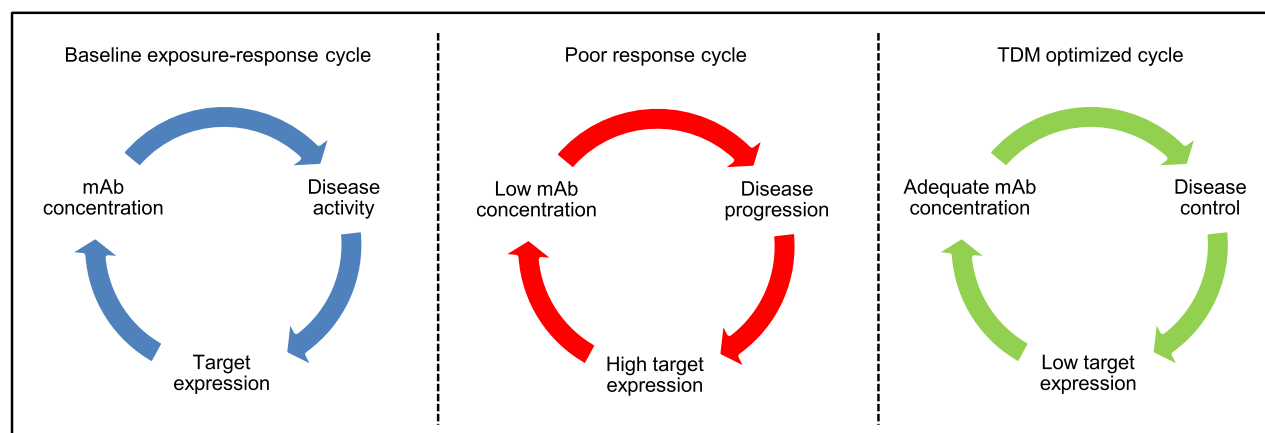 Baseline exposure-response cycle
mAb
concentration
Disease
activity
Target
expression
Poor response cycle
Low mAb
concentration
Disease
progression
High target
expression
TDM optimized cycle
Adequate mAb
concentration
Disease
control
Low target
expression